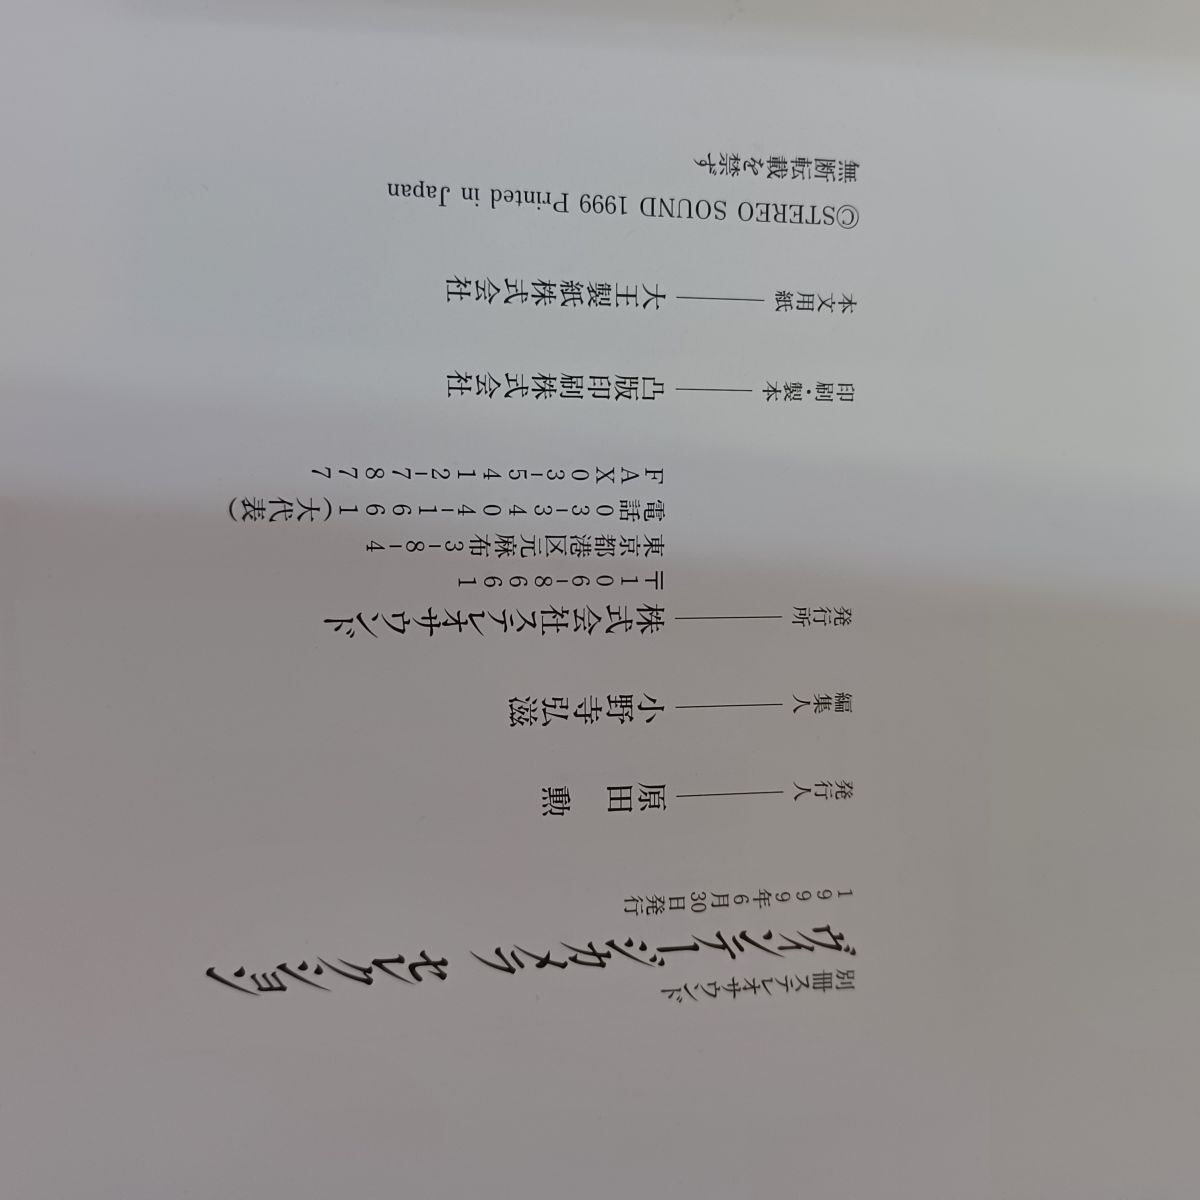 別冊ステレオサウンド
ヴィンテージカメラ セレクション
1999年6月30日発行
発行人――原田 勲
編集人――小野寺弘滋
発行所――株式会社ステレオサウンド
〒106-8661
東京都港区元麻布3-8-4
電話03-3404-1661(大代表)
FAX03-5412-7877
印刷・製本――凸版印刷株式会社
本文用紙――大王製紙株式会社
©STEREO SOUND 1999 Printed in Japan
無断転載を禁ず